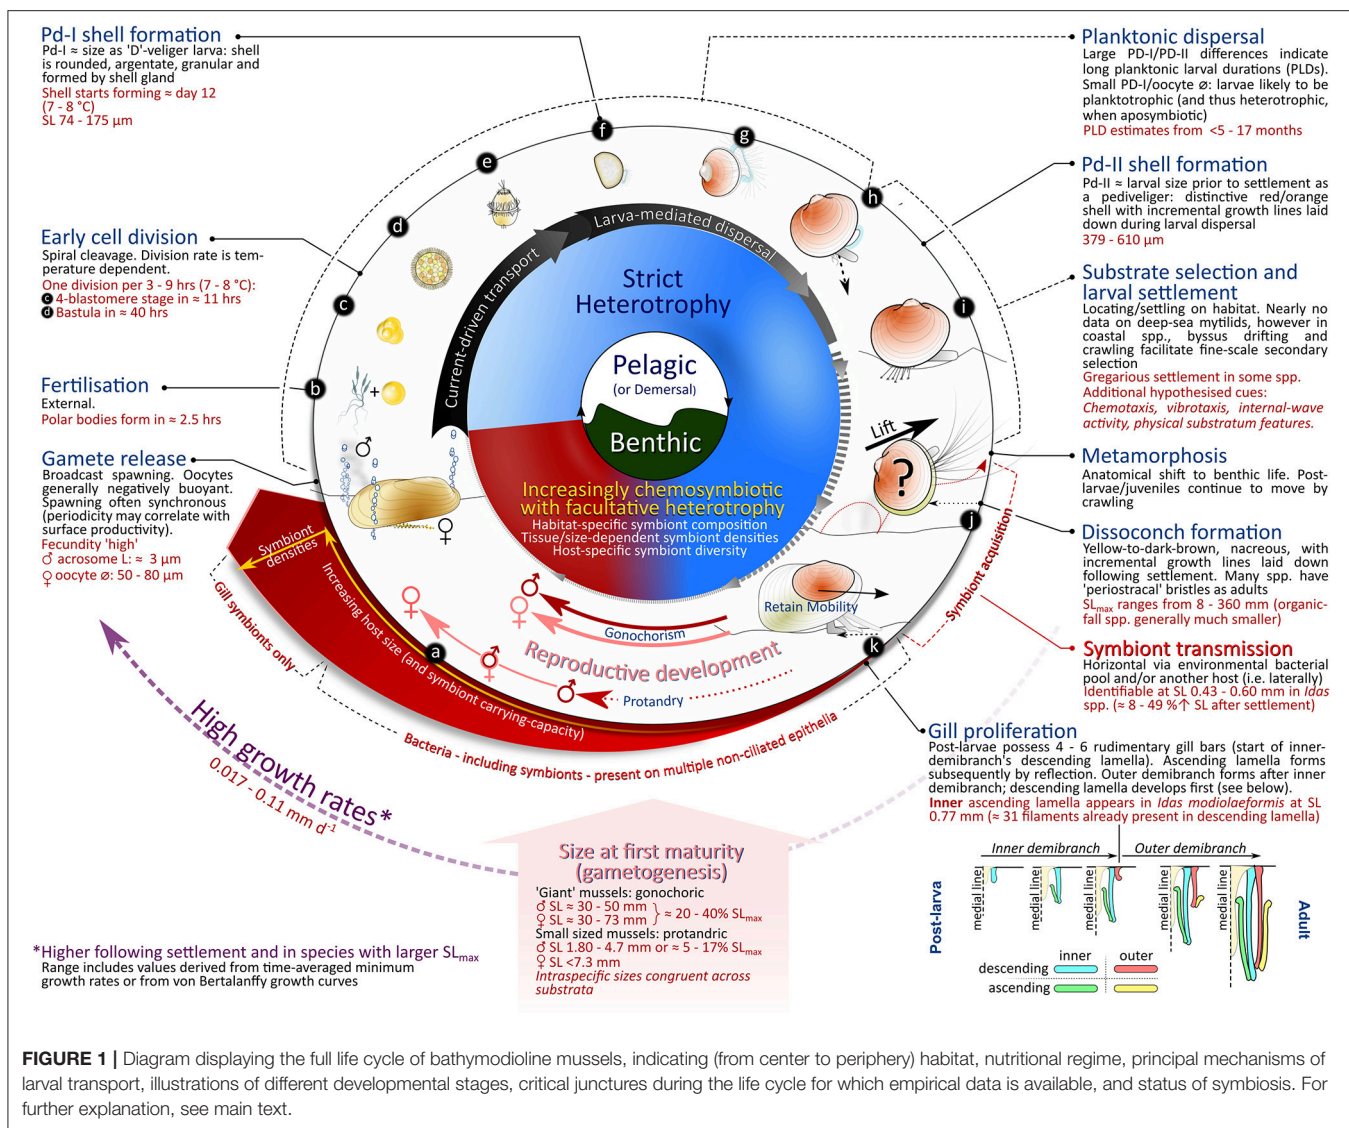 Pd-I shell formation
Pd-I ≈ size as 'D'-veliger larva: shell
is rounded, argentate, granular and
formed by shell gland
Shell starts forming ≈ day 12
(7 - 8 °C)
SL 74 - 175 µm
Early cell division
Spiral cleavage. Division rate is tem-
perature dependent.
One division per 3 - 9 hrs (7 - 8 °C):
c 4-blastomere stage in ≈ 11 hrs
d Bastula in ≈ 40 hrs
Fertilisation
External.
Polar bodies form in ≈ 2.5 hrs
Gamete release
Broadcast spawning. Oocytes
generally negatively buoyant.
Spawning often synchronous
(periodicity may correlate with
surface productivity).
Fecundity 'high'
♂ acrosome L: ≈ 3 µm
♀ oocyte ø: 50 - 80 µm
Planktonic dispersal
Large PD-I/PD-II differences indicate
long planktonic larval durations (PLDs).
Small PD-I/oocyte ø: larvae likely to be
planktotrophic (and thus heterotrophic,
when aposymbiotic)
PLD estimates from <5 - 17 months
Pd-II shell formation
Pd-II ≈ larval size prior to settlement as
a pediveliger: distinctive red/orange
shell with incremental growth lines laid
down during larval dispersal
379 - 610 µm
Substrate selection and
larval settlement
Locating/settling on habitat. Nearly no
data on deep-sea mytilids, however in
coastal spp., byssus drifting and
crawling facilitate fine-scale secondary
selection
Gregarious settlement in some spp.
Additional hypothesised cues:
Chemotaxis, vibrotaxis, internal-wave
activity, physical substratum features.
Metamorphosis
Anatomical shift to benthic life. Post-
larvae/juveniles continue to move by
crawling
Dissoconch formation
Yellow-to-dark-brown, nacreous, with
incremental growth lines laid down
following settlement. Many spp. have
'periostracal' bristles as adults
SLmax ranges from 8 - 360 mm (organic-
fall spp. generally much smaller)
Symbiont transmission
Horizontal via environmental bacterial
pool and/or another host (i.e. laterally)
Identifiable at SL 0.43 - 0.60 mm in Idas
spp. (≈ 8 - 49 %↑ SL after settlement)
Gill proliferation
Post-larvae possess 4 - 6 rudimentary gill bars (start of inner-
demibranch's descending lamella). Ascending lamella forms
subsequently by reflection. Outer demibranch forms after inner
demibranch; descending lamella develops first (see below).
Inner ascending lamella appears in Idas modiolaeformis at SL
0.77 mm (≈ 31 filaments already present in descending lamella)
a
b
c
d
e
f
g
h
i
j
k
+
♂
♀
Current-driven transport
Larva-mediated dispersal
Strict
Heterotrophy
Pelagic
(or Demersal)
Benthic
Increasingly chemosymbiotic
with facultative heterotrophy
Habitat-specific symbiont composition
Tissue/size-dependent symbiont densities
Host-specific symbiont diversity
Lift
?
Retain Mobility
Symbiont acquisition
♂
♀
Gonochorism
Reproductive development
♀
⚥
♂
Protandry
Symbiont
densities
Increasing host size (and symbiont carrying-capacity)
Gill symbionts only
Bacteria - including symbionts - present on multiple non-ciliated epithelia
High growth rates*
0.017 - 0.11 mm d-1
*Higher following settlement and in species with larger SLmax
Range includes values derived from time-averaged minimum
growth rates or from von Bertalanffy growth curves
Size at first maturity
(gametogenesis)
'Giant' mussels: gonochoric
♂ SL ≈ 30 - 50 mm
♀ SL ≈ 30 - 73 mm } ≈ 20 - 40% SLmax
Small sized mussels: protandric
♂ SL 1.80 - 4.7 mm or ≈ 5 - 17% SLmax
♀ SL <7.3 mm
Intraspecific sizes congruent across
substrata
Inner demibranch
Outer demibranch
Post-larva
Adult
medial line
medial line
medial line
medial line
medial line
inner
outer
descending
ascending
FIGURE 1 | Diagram displaying the full life cycle of bathymodioline mussels, indicating (from center to periphery) habitat, nutritional regime, principal mechanisms of
larval transport, illustrations of different developmental stages, critical junctures during the life cycle for which empirical data is available, and status of symbiosis. For
further explanation, see main text.